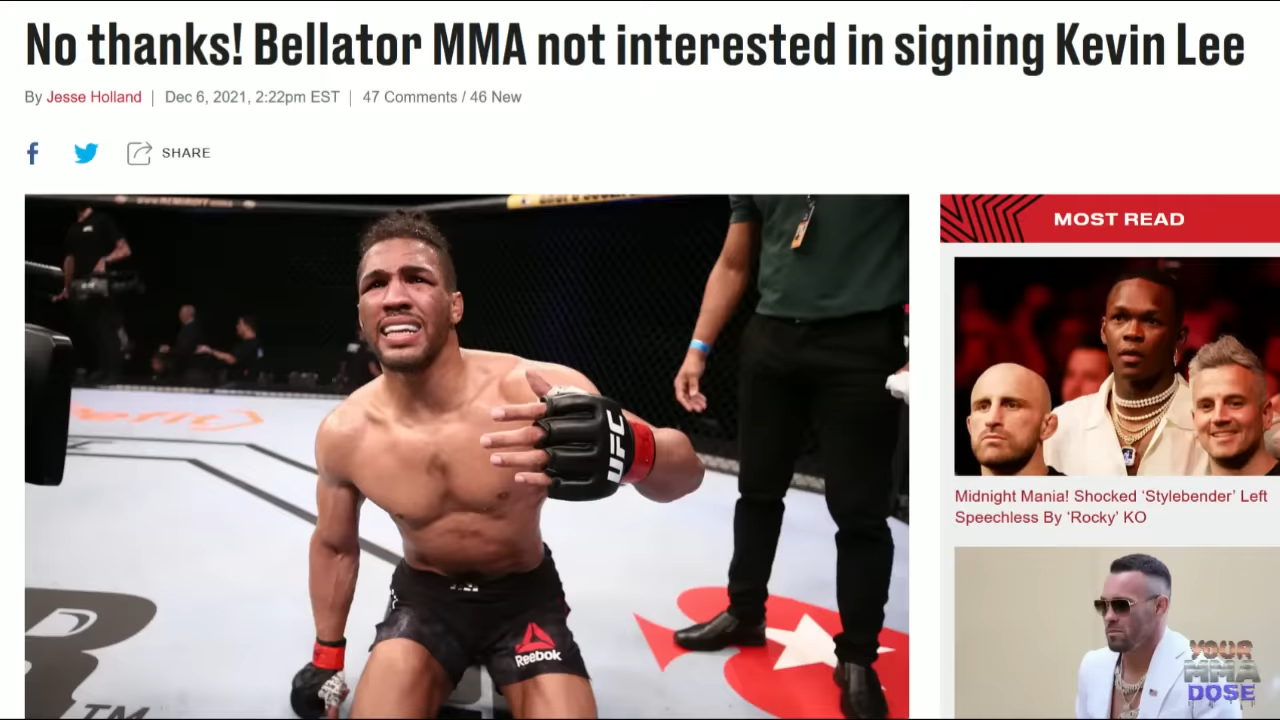 No thanks! Bellator MMA not interested in signing Kevin Lee
By Jesse Holland | Dec 6, 2021, 2:22pm EST | 47 Comments / 46 New
SHARE
MOST READ
UFC
Reebok
TM
Midnight Mania! Shocked ‘Stylebender’ Left
Speechless By ‘Rocky’ KO
YOUR
MMA
DOSE